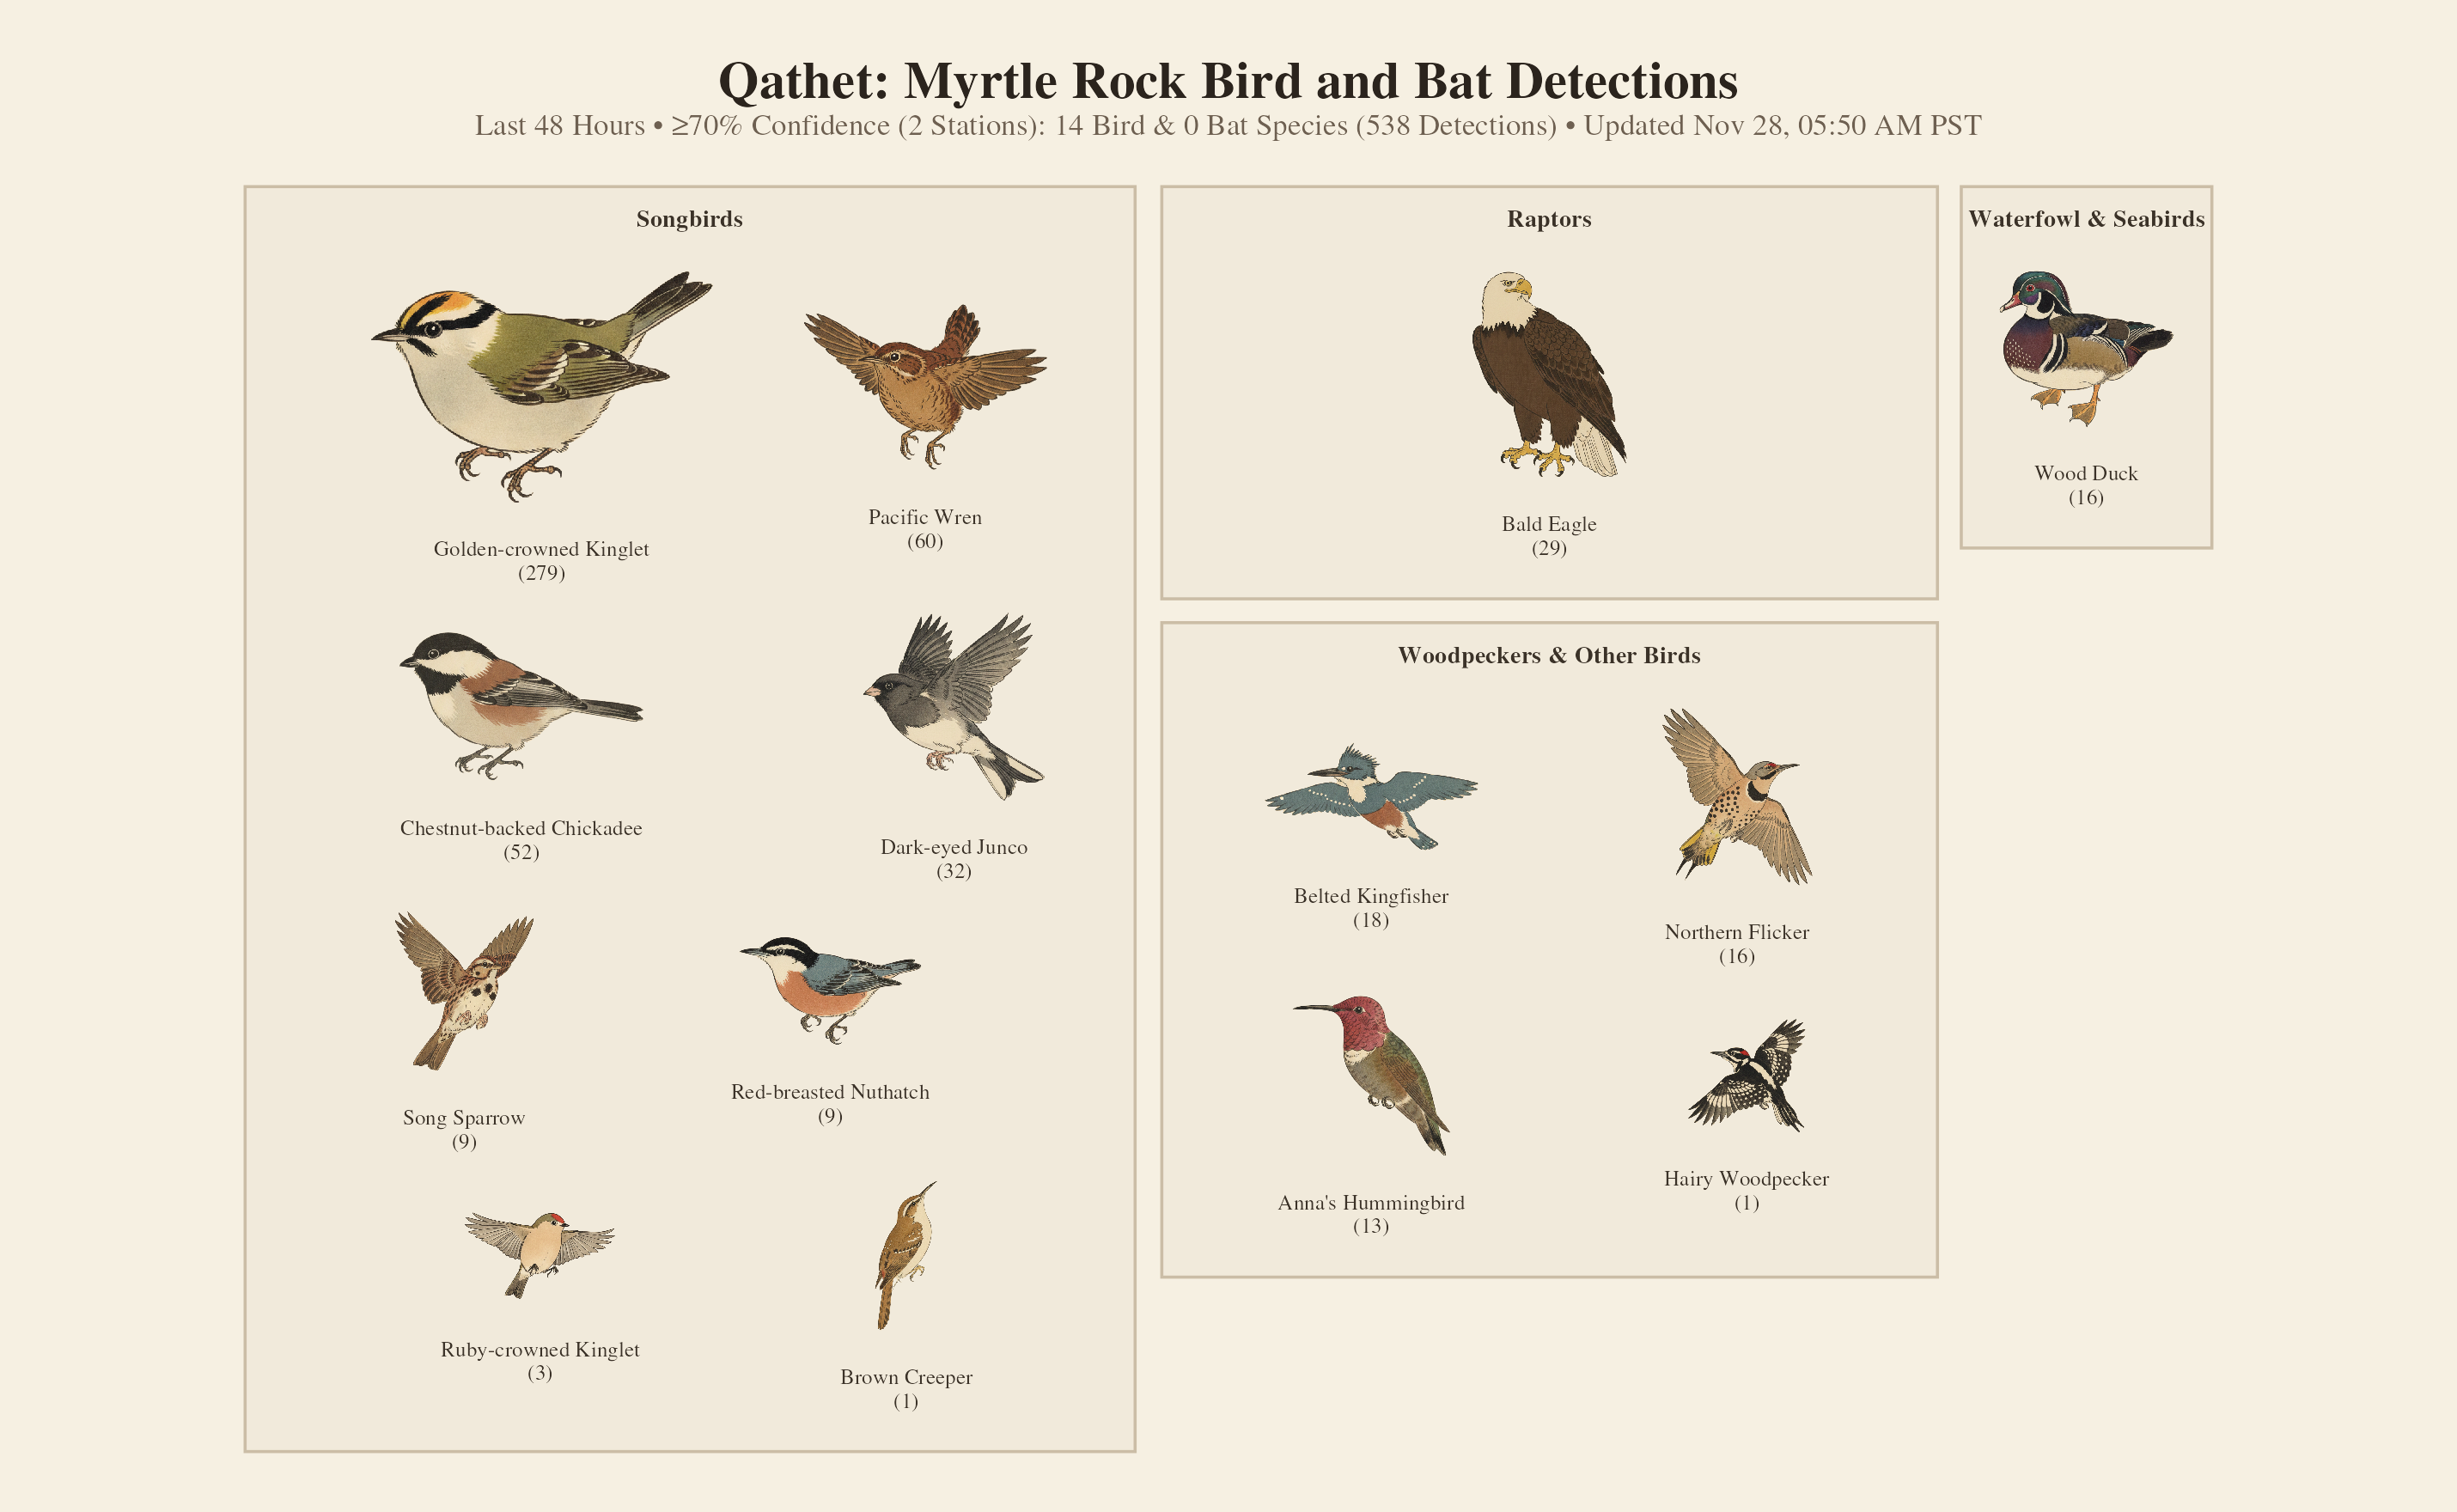 Qathet: Myrtle Rock Bird and Bat Detections
Last 48 Hours • ≥70% Confidence (2 Stations): 14 Bird & 0 Bat Species (538 Detections) • Updated Nov 28, 05:50 AM PST
Songbirds
Golden-crowned Kinglet
(279)
Pacific Wren
(60)
Chestnut-backed Chickadee
(52)
Dark-eyed Junco
(32)
Song Sparrow
(9)
Red-breasted Nuthatch
(9)
Ruby-crowned Kinglet
(3)
Brown Creeper
(1)
Raptors
Bald Eagle
(29)
Woodpeckers & Other Birds
Belted Kingfisher
(18)
Northern Flicker
(16)
Anna's Hummingbird
(13)
Hairy Woodpecker
(1)
Waterfowl & Seabirds
Wood Duck
(16)